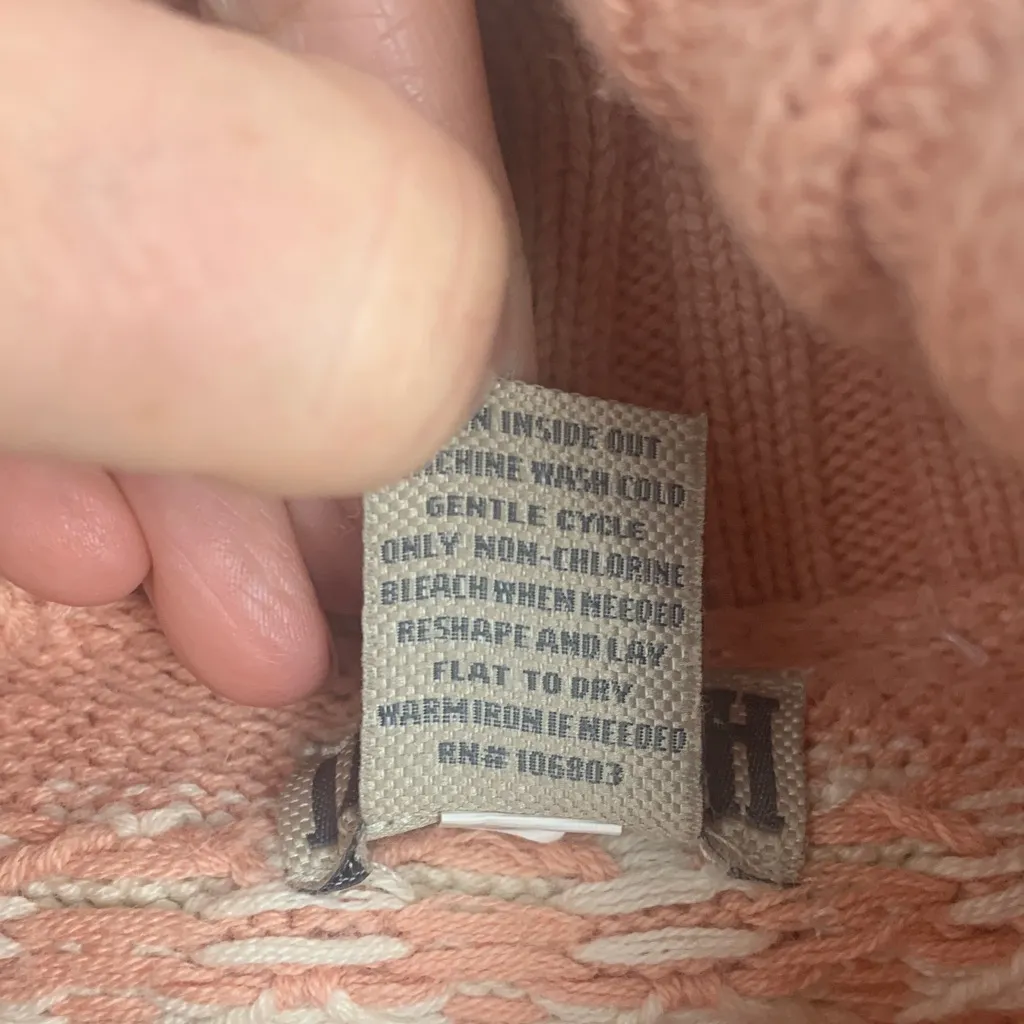 N INSIDE OUT
CHINE WASH COLD
GENTLE CYCLE
ONLY NON-CHLORINE
BLEACH WHEN NEEDED
RESHAPE AND LAY
FLAT TO DRY
WARM IRON IF NEEDED
RN# 106803
H